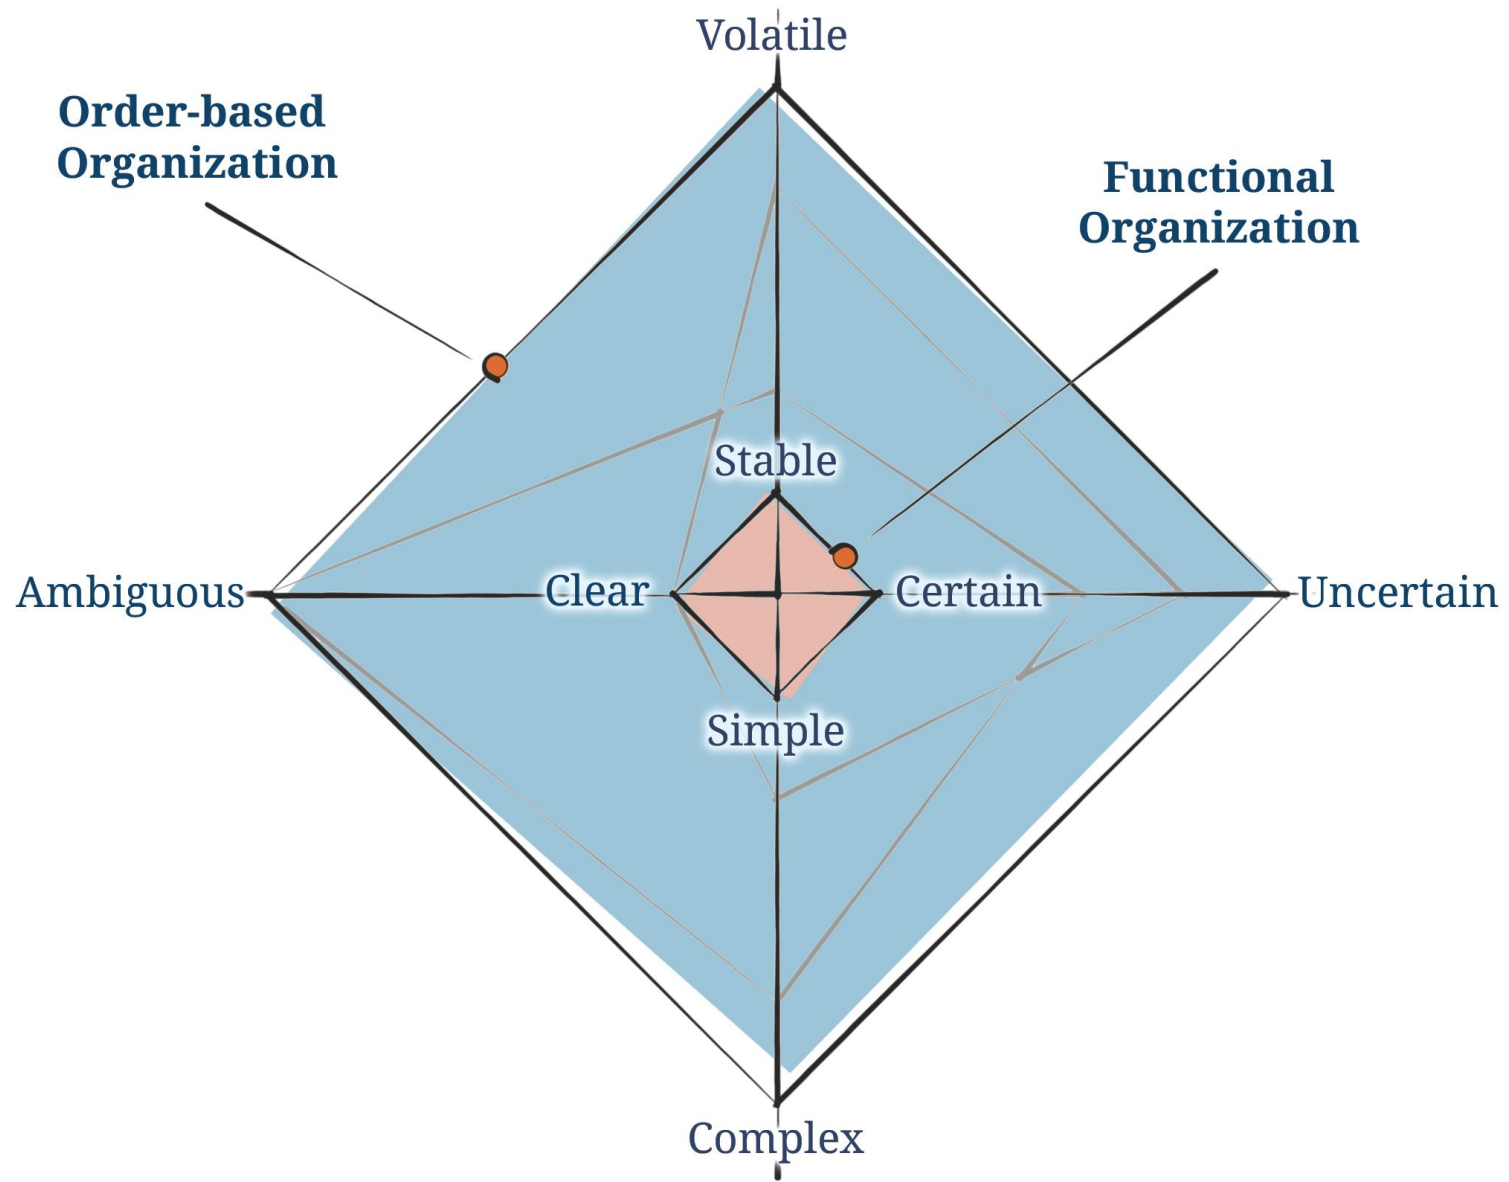 Volatile
Order-based
Organization
Functional
Organization
Stable
Ambiguous
Clear
Certain
Uncertain
Simple
Complex